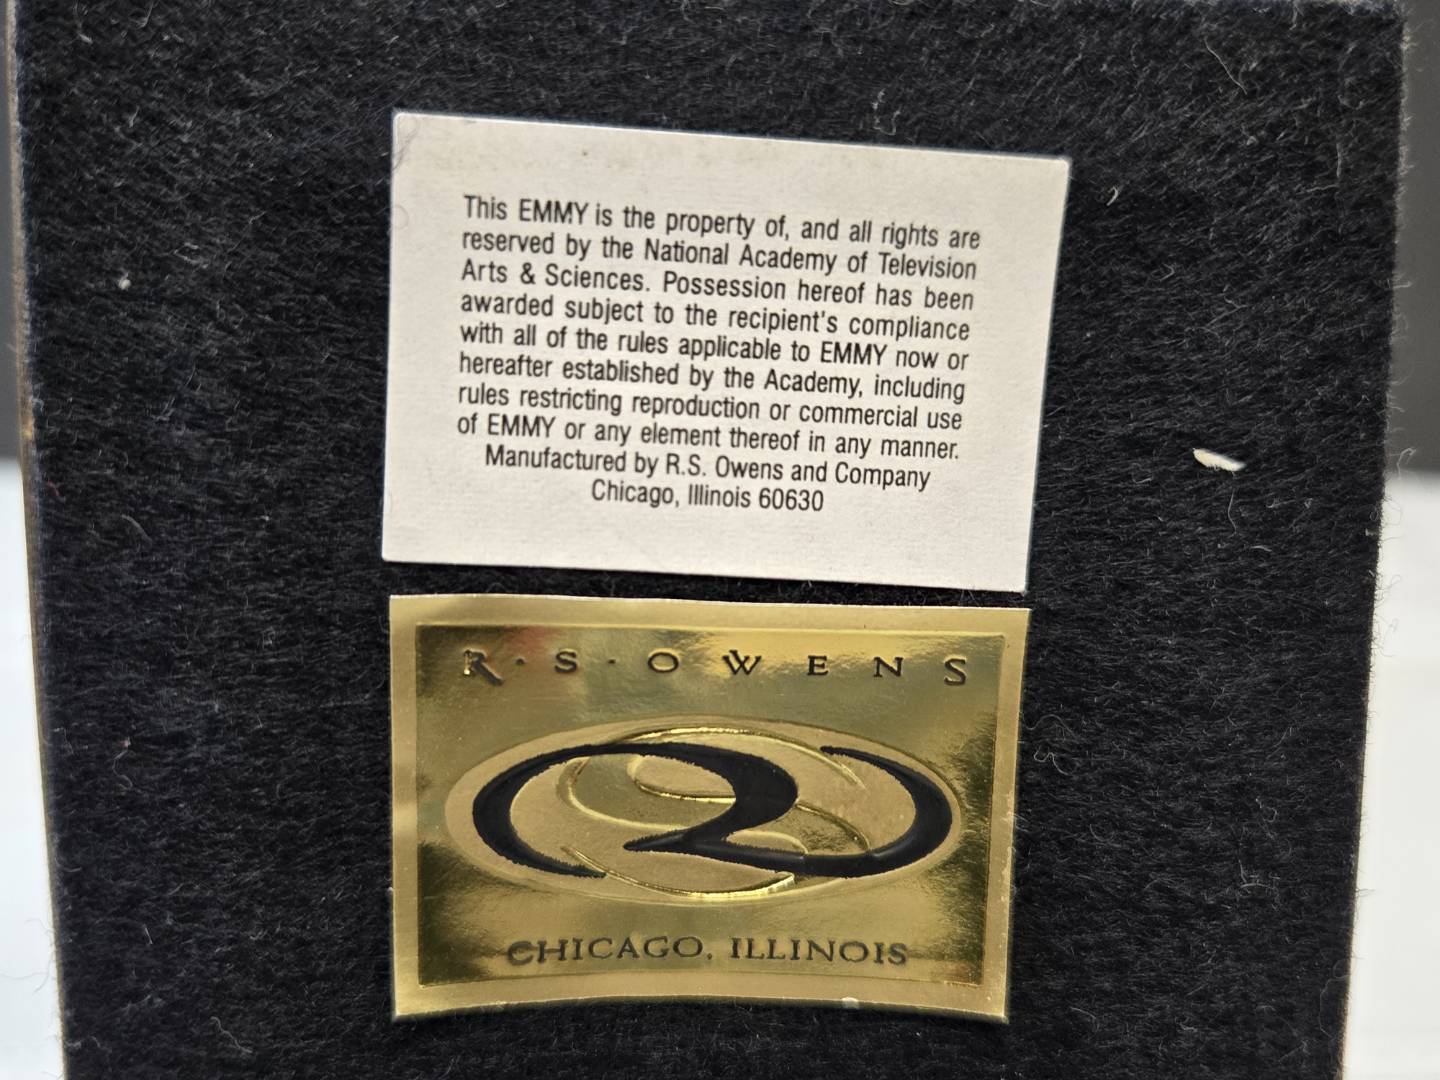 This EMMY is the property of, and all rights are
reserved by the National Academy of Television
Arts & Sciences. Possession hereof has been
awarded subject to the recipient's compliance
with all of the rules applicable to EMMY now or
hereafter established by the Academy, including
rules restricting reproduction or commercial use
of EMMY or any element thereof in any manner.
Manufactured by R.S. Owens and Company
Chicago, Illinois 60630
R·S·OWENS
CHICAGO, ILLINOIS